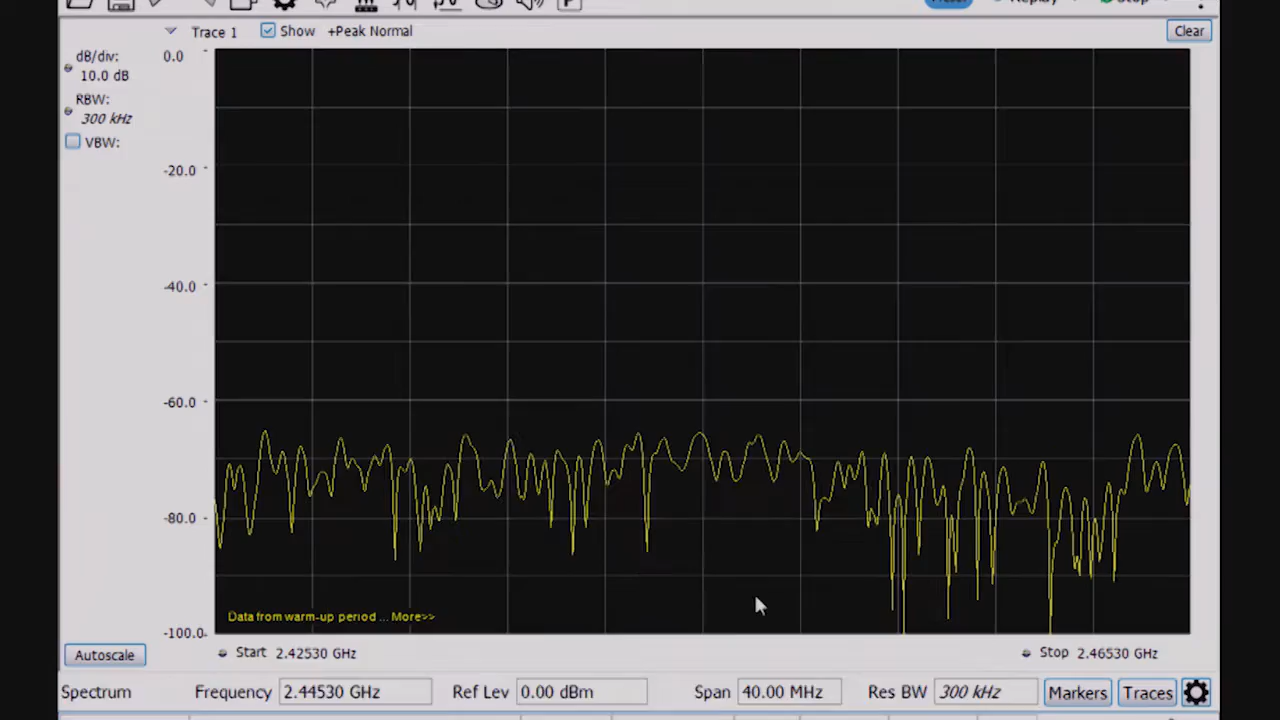 Trace 1 Show +Peak Normal Clear
dB/div: 0.0
10.0 dB
RBW:
300 kHz
VBW:
-20.0
-40.0
-60.0
-80.0
Data from warm-up period ... More>>
-100.0
Autoscale Start 2.42530 GHz Stop 2.46530 GHz
Spectrum Frequency 2.44530 GHz Ref Lev 0.00 dBm Span 40.00 MHz Res BW 300 kHz Markers Traces